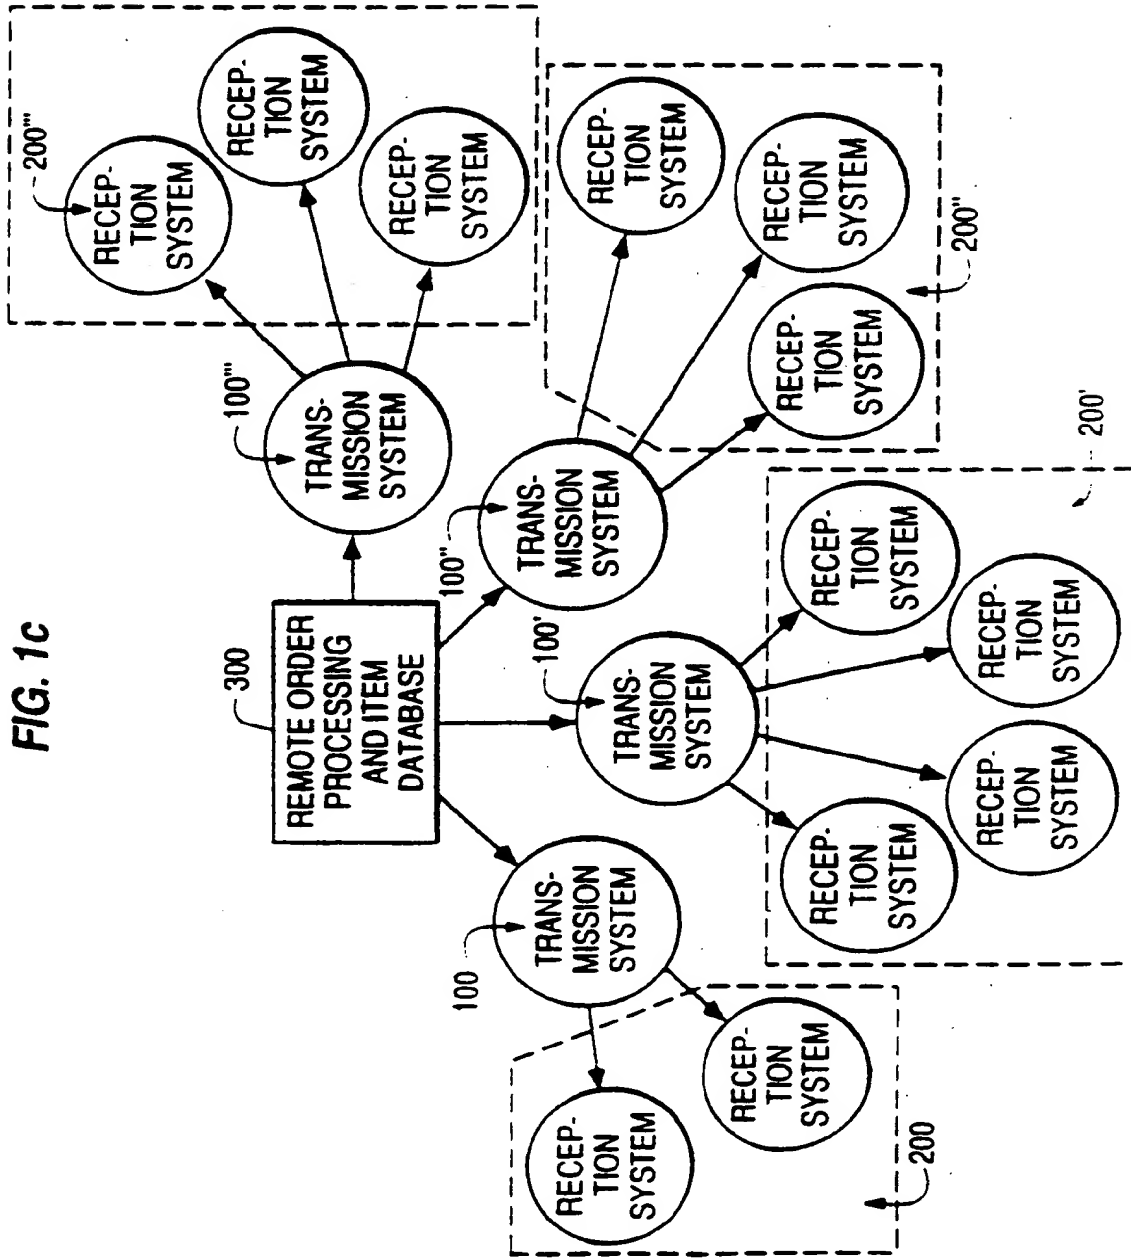 FIG. 1c
300
REMOTE ORDER
PROCESSING
AND ITEM
DATABASE
100
TRANS-
MISSION
SYSTEM
100'
TRANS-
MISSION
SYSTEM
100"
TRANS-
MISSION
SYSTEM
100'''
TRANS-
MISSION
SYSTEM
RECEP-
TION
SYSTEM
RECEP-
TION
SYSTEM
200
RECEP-
TION
SYSTEM
RECEP-
TION
SYSTEM
RECEP-
TION
SYSTEM
RECEP-
TION
SYSTEM
200'
RECEP-
TION
SYSTEM
RECEP-
TION
SYSTEM
RECEP-
TION
SYSTEM
200"
200'''
RECEP-
TION
SYSTEM
RECEP-
TION
SYSTEM
RECEP-
TION
SYSTEM